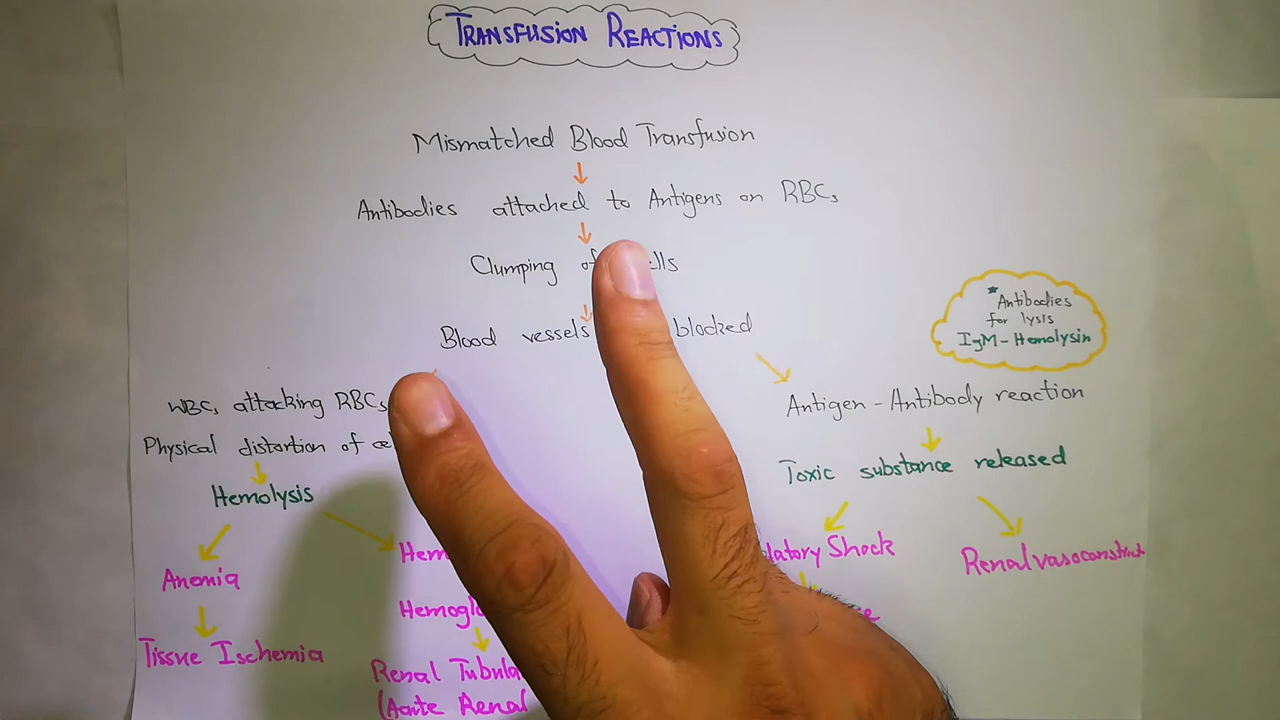 TRANSFUSION REACTIONS
Mismatched Blood Transfusion
Antibodies attached to Antigens on RBCs
Clumping of
Blood vessels blocked
* Antibodies
for lysis
IgM - Hemolysin
WBCs attacking RBCs
Physical distortion of
Antigen - Antibody reaction
Hemolysis
Toxic substance released
Anemia
Shock
Renal vasoconstrict
Tissue Ischemia
Renal
(Acute Renal